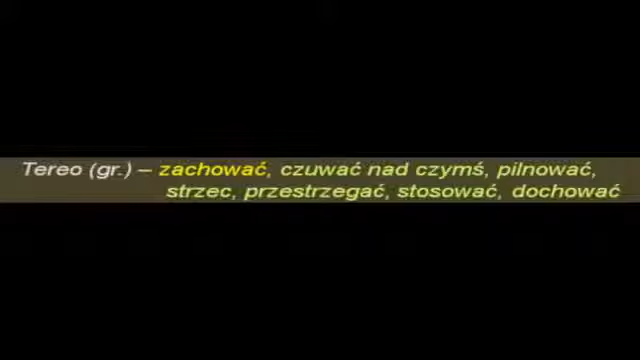 Tereo (gr.) – zachować, czuwać nad czymś, pilnować,
strzec, przestrzegać, stosować, dochować